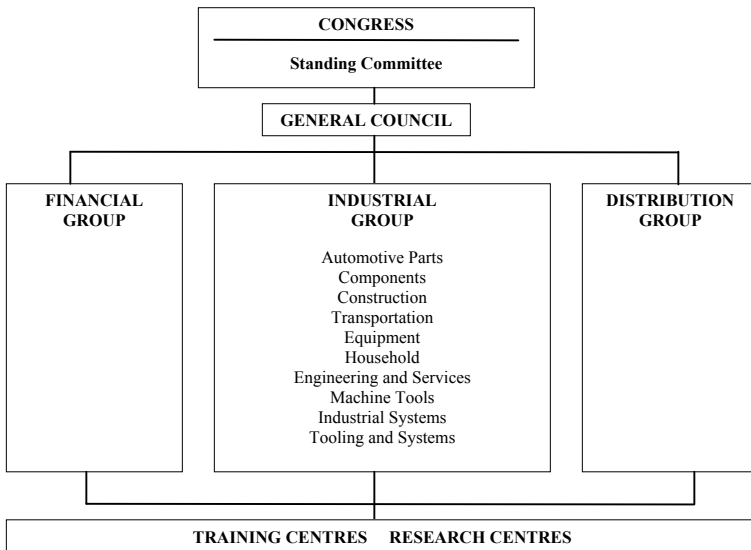 CONGRESS
Standing Committee
GENERAL COUNCIL
FINANCIAL
GROUP
INDUSTRIAL
GROUP
Automotive Parts
Components
Construction
Transportation
Equipment
Household
Engineering and Services
Machine Tools
Industrial Systems
Tooling and Systems
DISTRIBUTION
GROUP
TRAINING CENTRES RESEARCH CENTRES